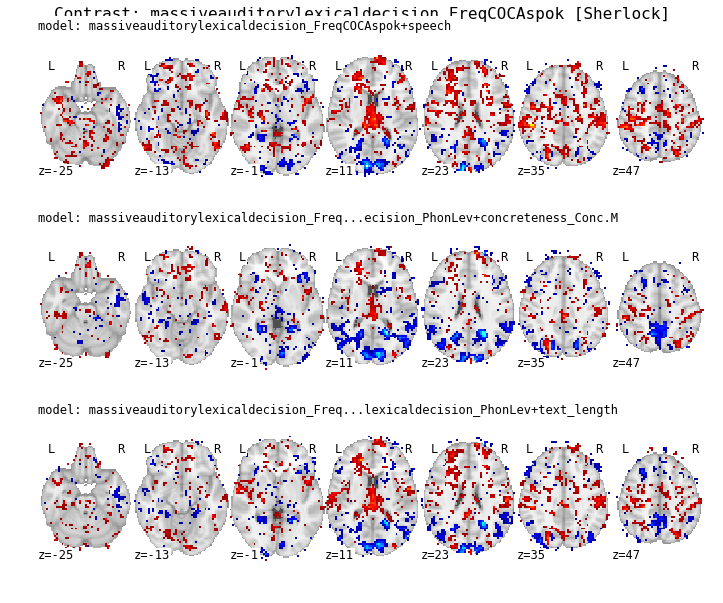 Contrast: massiveauditorylexicaldecision_FreqCOCAspok [Sherlock]
model: massiveauditorylexicaldecision_FreqCOCAspok+speech
L R L R L R L R L R L R L R
z=-25 z=-13 z=-1 z=11 z=23 z=35 z=47
model: massiveauditorylexicaldecision_Freq...ecision_PhonLev+concreteness_Conc.M
L R L R L R L R L R L R L R
z=-25 z=-13 z=-1 z=11 z=23 z=35 z=47
model: massiveauditorylexicaldecision_Freq...lexicaldecision_PhonLev+text_length
L R L R L R L R L R L R L R
z=-25 z=-13 z=-1 z=11 z=23 z=35 z=47